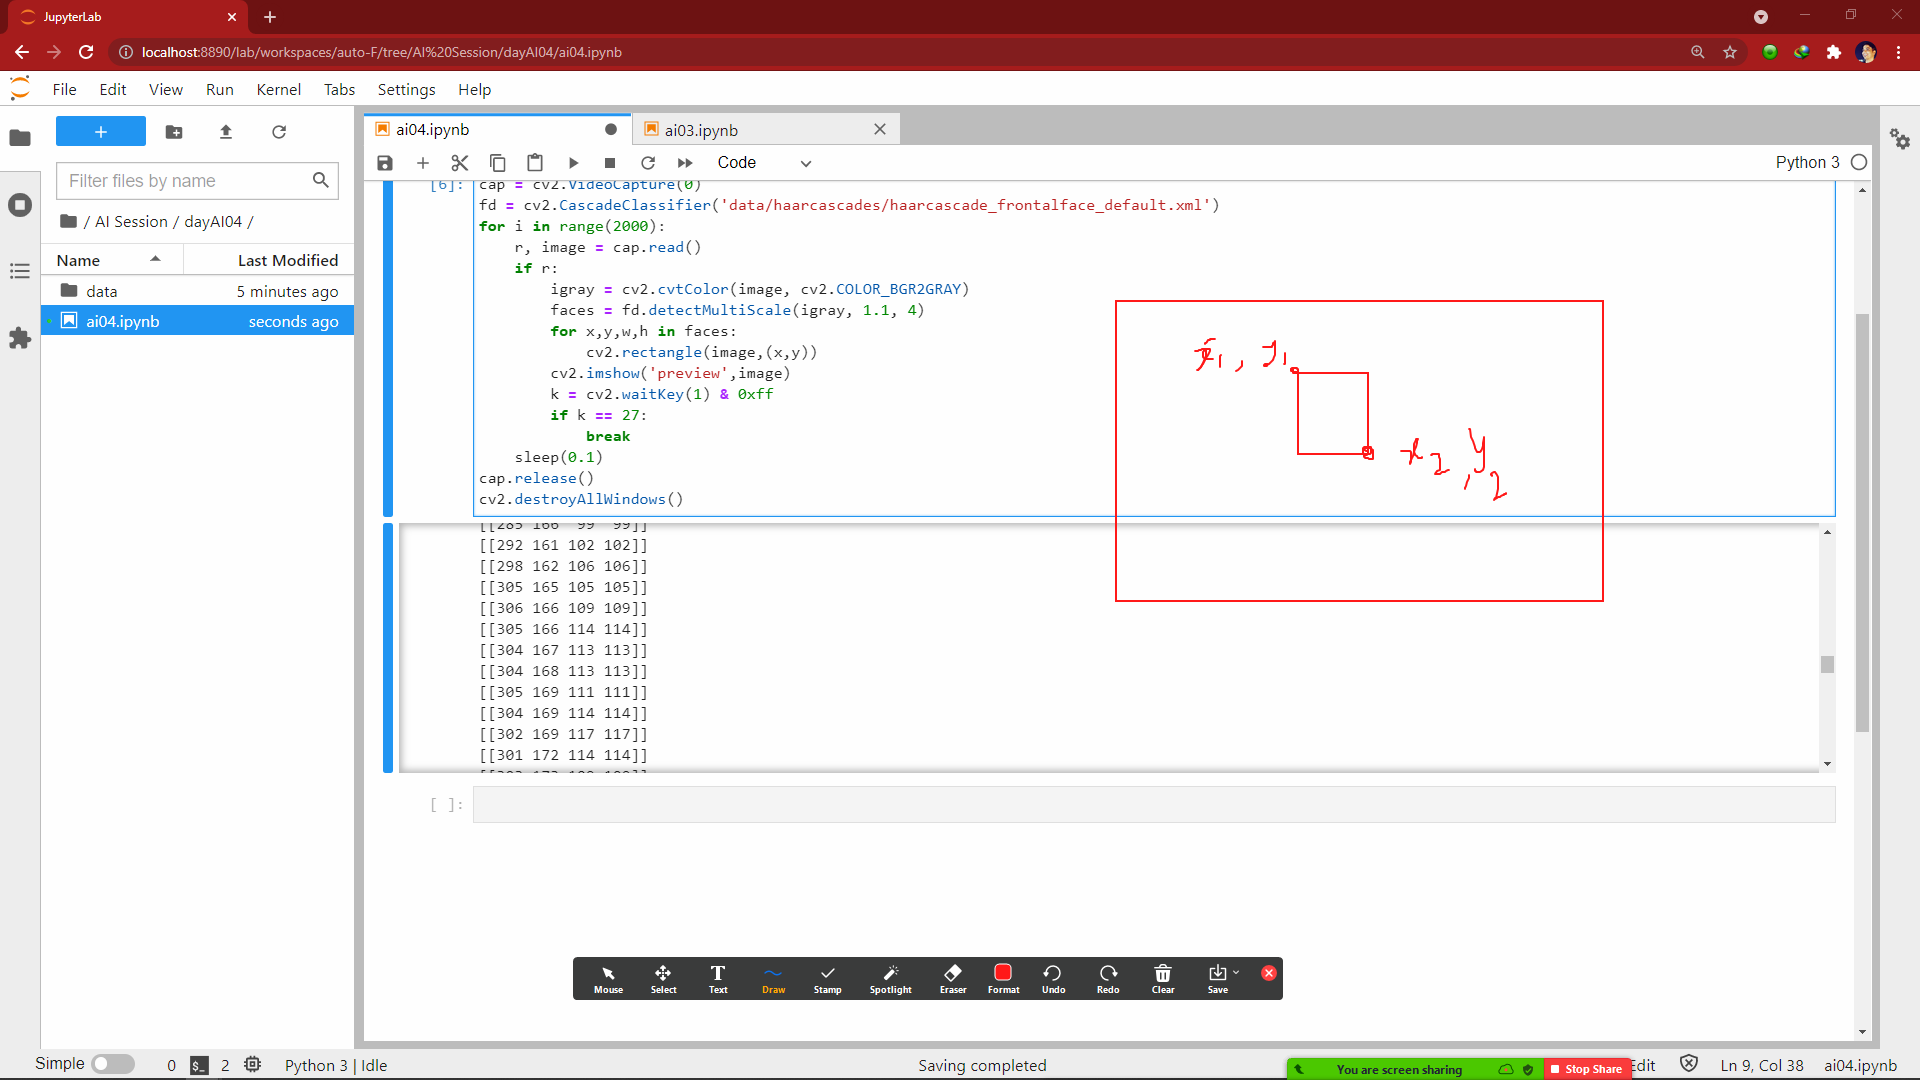 JupyterLab
localhost:8890/lab/workspaces/auto-F/tree/AI%20Session/dayAI04/ai04.ipynb
File Edit View Run Kernel Tabs Settings Help
ai04.ipynb
ai03.ipynb
Code
Python 3
Filter files by name
/ AI Session / dayAI04 /
Name
Last Modified
data
5 minutes ago
ai04.ipynb
seconds ago
[6]:
cap = cv2.VideoCapture(0)
fd = cv2.CascadeClassifier('data/haarcascades/haarcascade_frontalface_default.xml')
for i in range(2000):
    r, image = cap.read()
    if r:
        igray = cv2.cvtColor(image, cv2.COLOR_BGR2GRAY)
        faces = fd.detectMultiScale(igray, 1.1, 4)
        for x,y,w,h in faces:
            cv2.rectangle(image,(x,y))
        cv2.imshow('preview',image)
        k = cv2.waitKey(1) & 0xff
        if k == 27:
            break
    sleep(0.1)
cap.release()
cv2.destroyAllWindows()
x1, y1
x2, y2
[[285 166  99  99]]
[[292 161 102 102]]
[[298 162 106 106]]
[[305 165 105 105]]
[[306 166 109 109]]
[[305 166 114 114]]
[[304 167 113 113]]
[[304 168 113 113]]
[[305 169 111 111]]
[[304 169 114 114]]
[[302 169 117 117]]
[[301 172 114 114]]
[ ]:
Mouse Select Text Draw Stamp Spotlight Eraser Format Undo Redo Clear Save
Simple
0
2
Python 3 | Idle
Saving completed
You are screen sharing
Stop Share
Edit
Ln 9, Col 38
ai04.ipynb